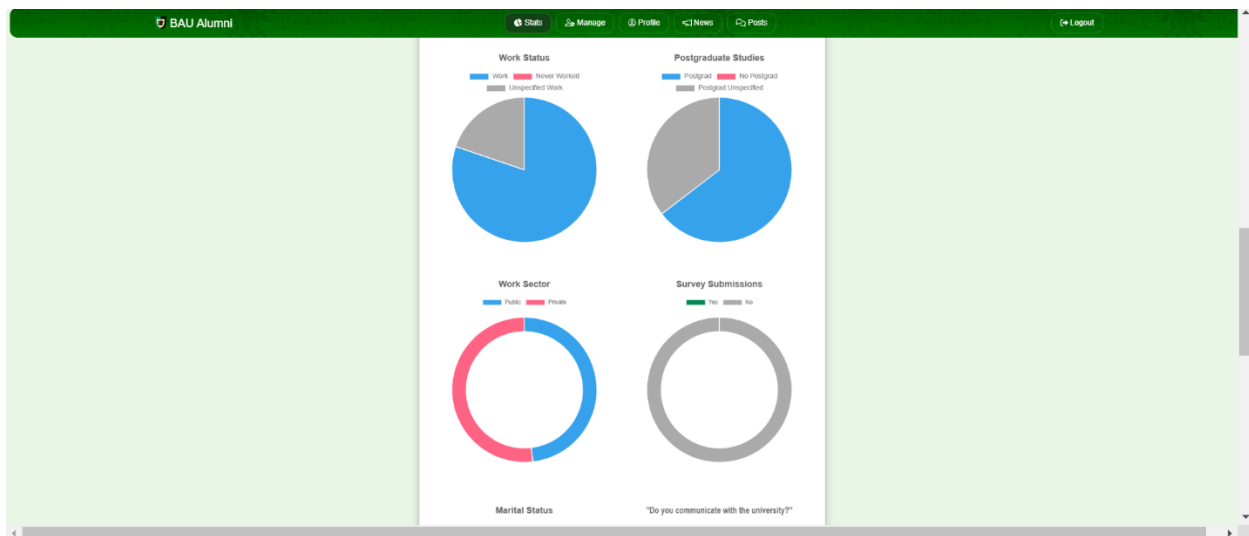 BAU Alumni
Stats
Manage
Profile
News
Posts
Logout
Work Status
Work Never Worked
Unspecified Work
Postgraduate Studies
Postgrad No Postgrad
Postgrad Unspecified
Work Sector
Public Private
Survey Submissions
Yes No
Marital Status
"Do you communicate with the university?"